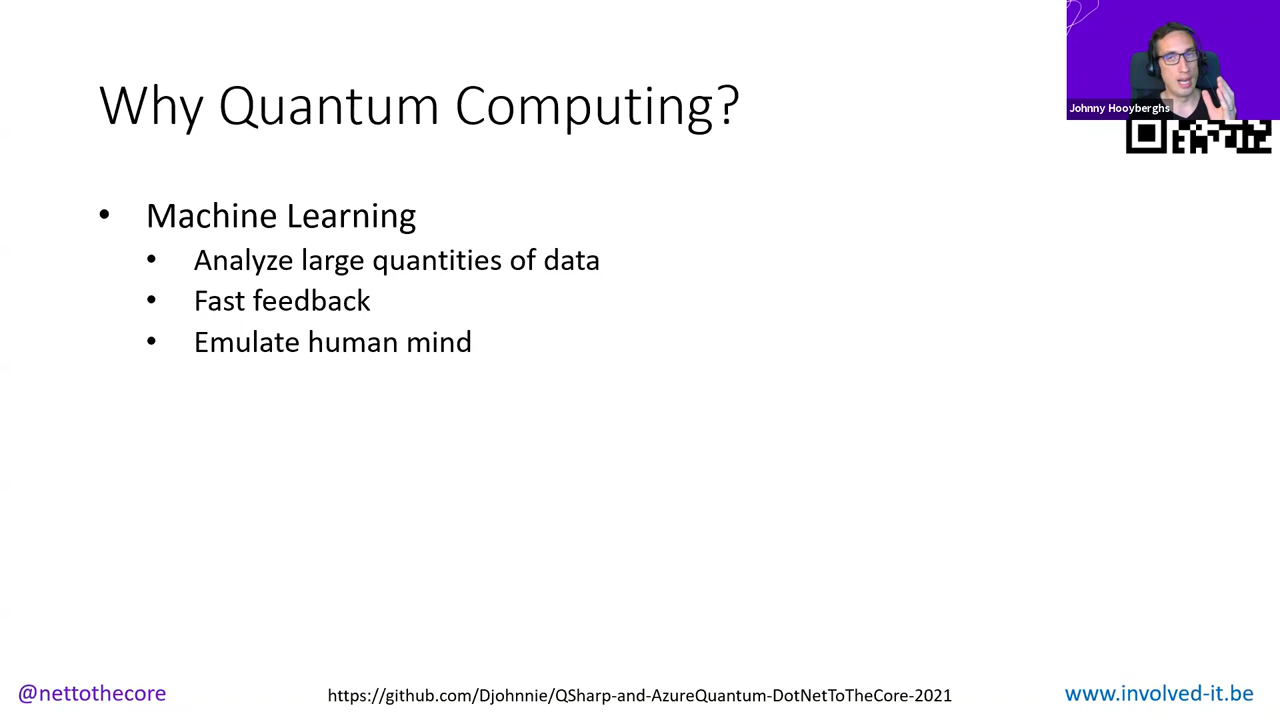 Why Quantum Computing?
Johnny Hooyberghs
• Machine Learning
• Analyze large quantities of data
• Fast feedback
• Emulate human mind
@nettothecore
https://github.com/Djohnnie/QSharp-and-AzureQuantum-DotNetToTheCore-2021
www.involved-it.be